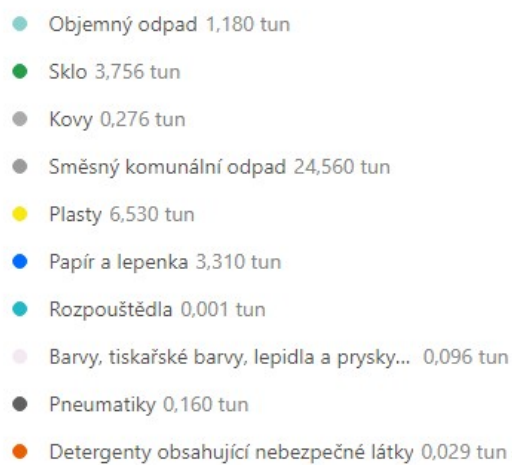 Objemný odpad 1,180 tun
Sklo 3,756 tun
Kovy 0,276 tun
Směsný komunální odpad 24,560 tun
Plasty 6,530 tun
Papír a lepenka 3,310 tun
Rozpouštědla 0,001 tun
Barvy, tiskařské barvy, lepidla a prysky... 0,096 tun
Pneumatiky 0,160 tun
Detergenty obsahující nebezpečné látky 0,029 tun